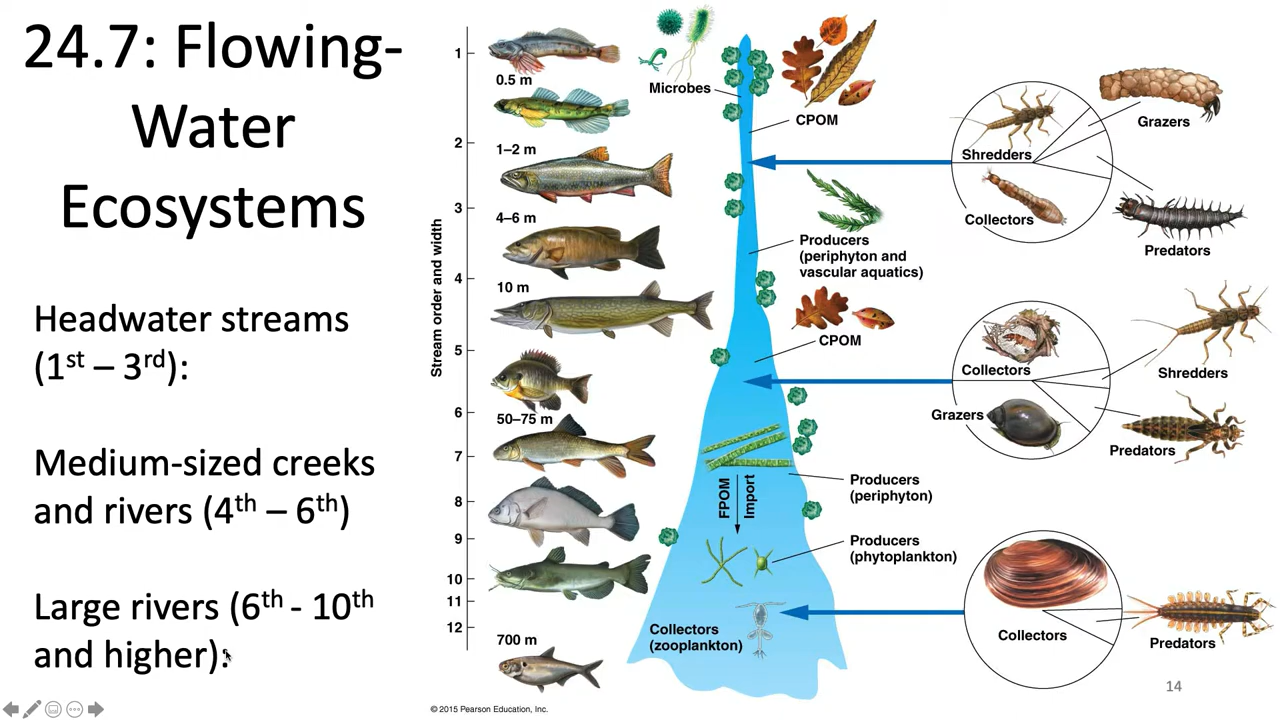 24.7: Flowing-
Water
Ecosystems
Headwater streams
(1st – 3rd):
Medium-sized creeks
and rivers (4th – 6th)
Large rivers (6th - 10th
and higher):
Stream order and width
1
2
3
4
5
6
7
8
9
10
11
12
0.5 m
1–2 m
4–6 m
10 m
50–75 m
700 m
Microbes
CPOM
Producers
(periphyton and
vascular aquatics)
CPOM
Producers
(periphyton)
FPOM
Import
Producers
(phytoplankton)
Collectors
(zooplankton)
Shredders
Grazers
Collectors
Predators
Collectors
Shredders
Grazers
Predators
Collectors
Predators
14
© 2015 Pearson Education, Inc.